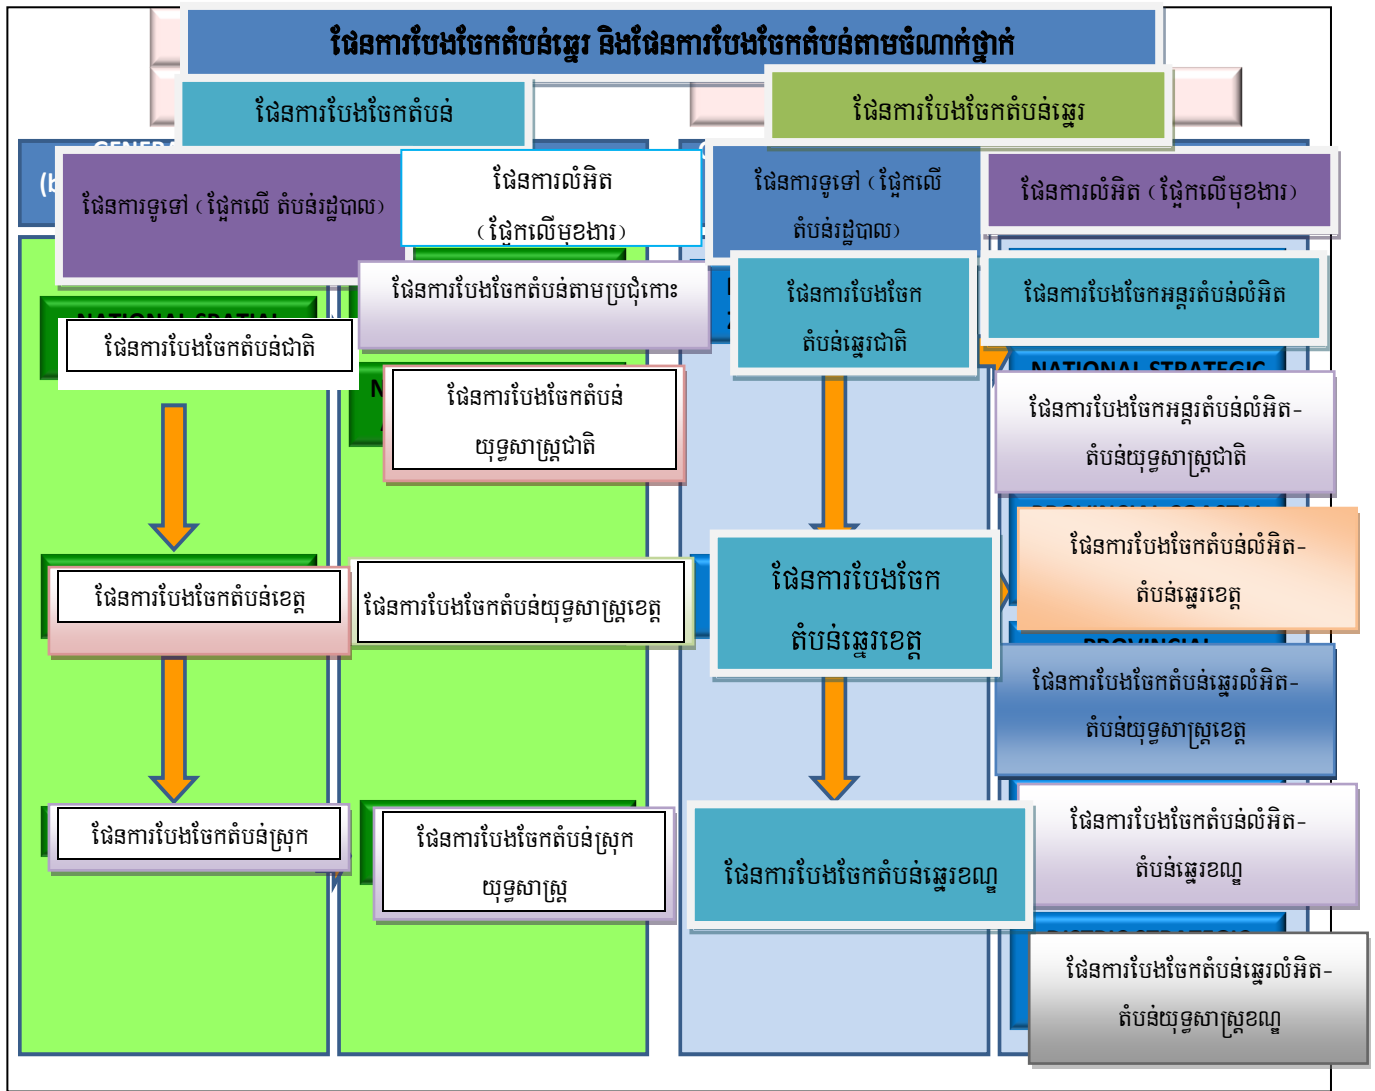 ផែនការបែងចែកតំបន់ឆ្នេរ និងផែនការបែងចែកតំបន់តាមចំណាក់ថ្នាក់
ផែនការបែងចែកតំបន់
ផែនការបែងចែកតំបន់ឆ្នេរ
ផែនការទូទៅ (ផ្អែកលើ តំបន់រដ្ឋបាល)
ផែនការលំអិត
(ផ្អែកលើមុខងារ)
ផែនការទូទៅ (ផ្អែកលើ
តំបន់រដ្ឋបាល)
ផែនការលំអិត (ផ្អែកលើមុខងារ)
ផែនការបែងចែកតំបន់តាមប្រជុំកោះ
ផែនការបែងចែក
តំបន់ឆ្នេរជាតិ
ផែនការបែងចែកអន្តរតំបន់លំអិត
NATIONAL SPATIAL
ផែនការបែងចែកតំបន់ជាតិ
ផែនការបែងចែកតំបន់
យុទ្ធសាស្ត្រជាតិ
NATIONAL STRATEGIC
ផែនការបែងចែកអន្តរតំបន់លំអិត-
តំបន់យុទ្ធសាស្ត្រជាតិ
ផែនការបែងចែកតំបន់ខេត្ត
ផែនការបែងចែកតំបន់យុទ្ធសាស្ត្រខេត្ត
ផែនការបែងចែក
តំបន់ឆ្នេរខេត្ត
ផែនការបែងចែកតំបន់លំអិត-
តំបន់ឆ្នេរខេត្ត
PROVINCIAL
ផែនការបែងចែកតំបន់ឆ្នេរលំអិត-
តំបន់យុទ្ធសាស្ត្រខេត្ត
ផែនការបែងចែកតំបន់ស្រុក
ផែនការបែងចែកតំបន់ស្រុក
យុទ្ធសាស្ត្រ
ផែនការបែងចែកតំបន់ឆ្នេរខណ្ឌ
ផែនការបែងចែកតំបន់លំអិត-
តំបន់ឆ្នេរខណ្ឌ
ផែនការបែងចែកតំបន់ឆ្នេរលំអិត-
តំបន់យុទ្ធសាស្ត្រខណ្ឌ